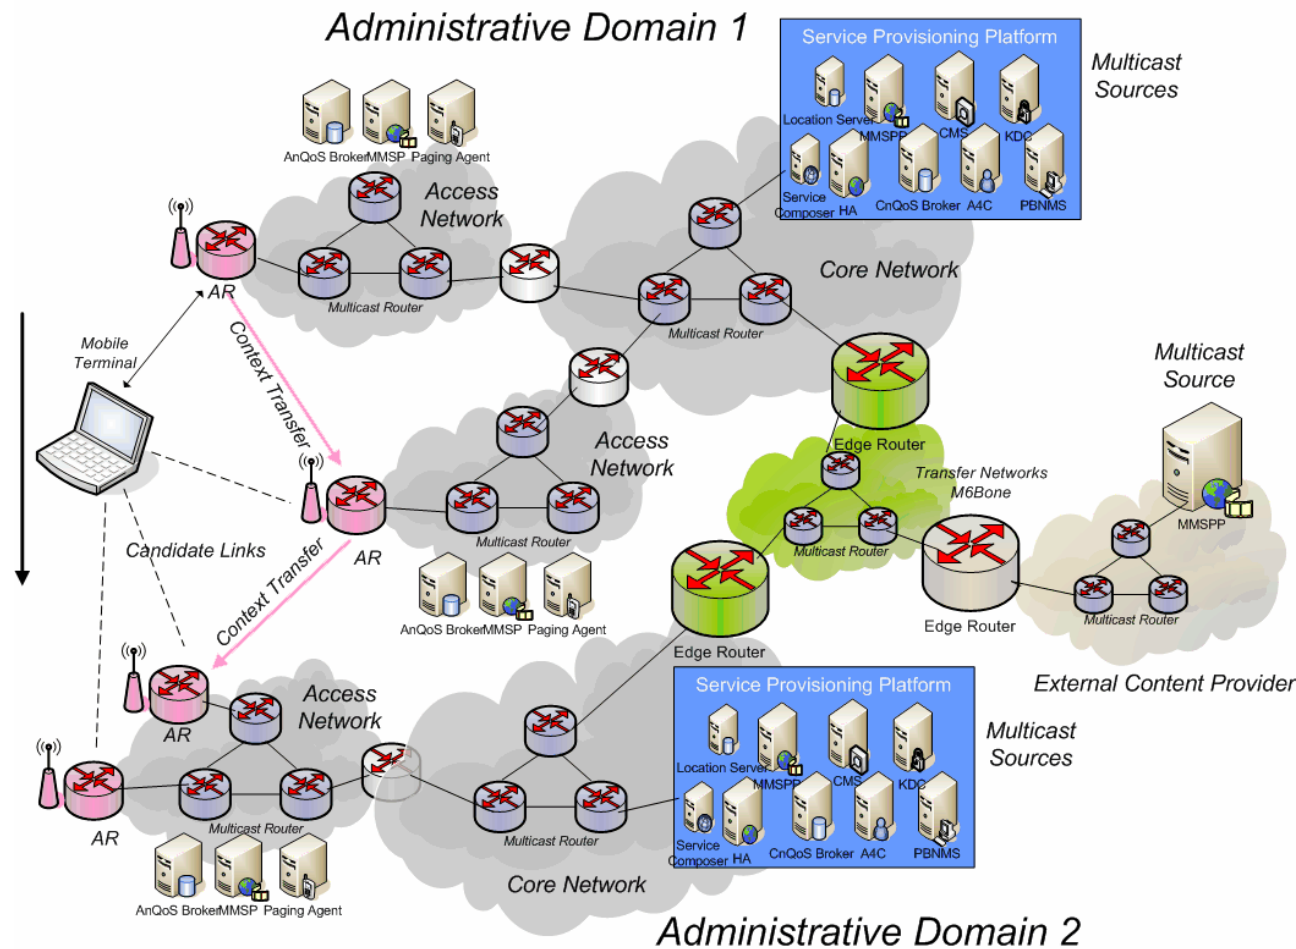 Administrative Domain 1
Service Provisioning Platform
Multicast
Sources
Location Server
MMSPP
CMS
KDC
Service
Composer
HA
CnQoS Broker
A4C
PBNMS
AnQoS Broker
MMSP
Paging Agent
Access
Network
AR
Multicast Router
Core Network
Multicast Router
Mobile
Terminal
Context Transfer
Edge Router
Multicast
Source
MMSPP
Access
Network
Transfer Networks
M6Bone
AR
Multicast Router
Multicast Router
Candidate Links
Context Transfer
AnQoS Broker
MMSP
Paging Agent
Edge Router
Edge Router
Multicast Router
External Content Provider
Access
Network
AR
AR
Multicast Router
Service Provisioning Platform
Multicast
Sources
Location Server
MMSPP
CMS
KDC
Service
Composer
HA
CnQoS Broker
A4C
PBNMS
Multicast Router
Core Network
AnQoS Broker
MMSP
Paging Agent
Administrative Domain 2